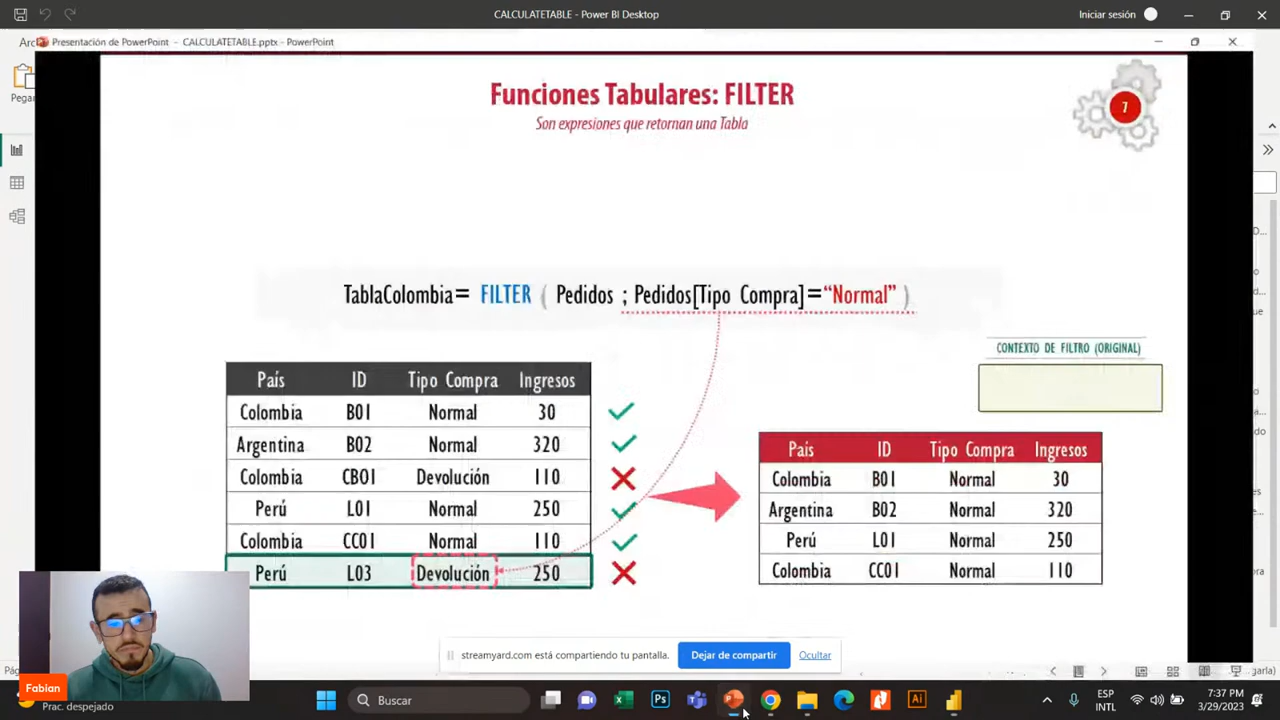 CALCULATETABLE - Power BI Desktop
Iniciar sesión
Presentación de PowerPoint - CALCULATETABLE.pptx - PowerPoint
Pegar
Funciones Tabulares: FILTER
7
Son expresiones que retornan una Tabla
TablaColombia= FILTER ( Pedidos ; Pedidos[Tipo Compra]="Normal" )
CONTEXTO DE FILTRO (ORIGINAL)
País ID Tipo Compra Ingresos
Colombia B01 Normal 30
Argentina B02 Normal 320
Colombia CB01 Devolución 110
Perú L01 Normal 250
Colombia CC01 Normal 110
Perú L03 Devolución 250
País ID Tipo Compra Ingresos
Colombia B01 Normal 30
Argentina B02 Normal 320
Perú L01 Normal 250
Colombia CC01 Normal 110
streamyard.com está compartiendo tu pantalla.
Dejar de compartir
Ocultar
Fabian
Prac. despejado
Buscar
ESP
INTL
7:37 PM
3/29/2023